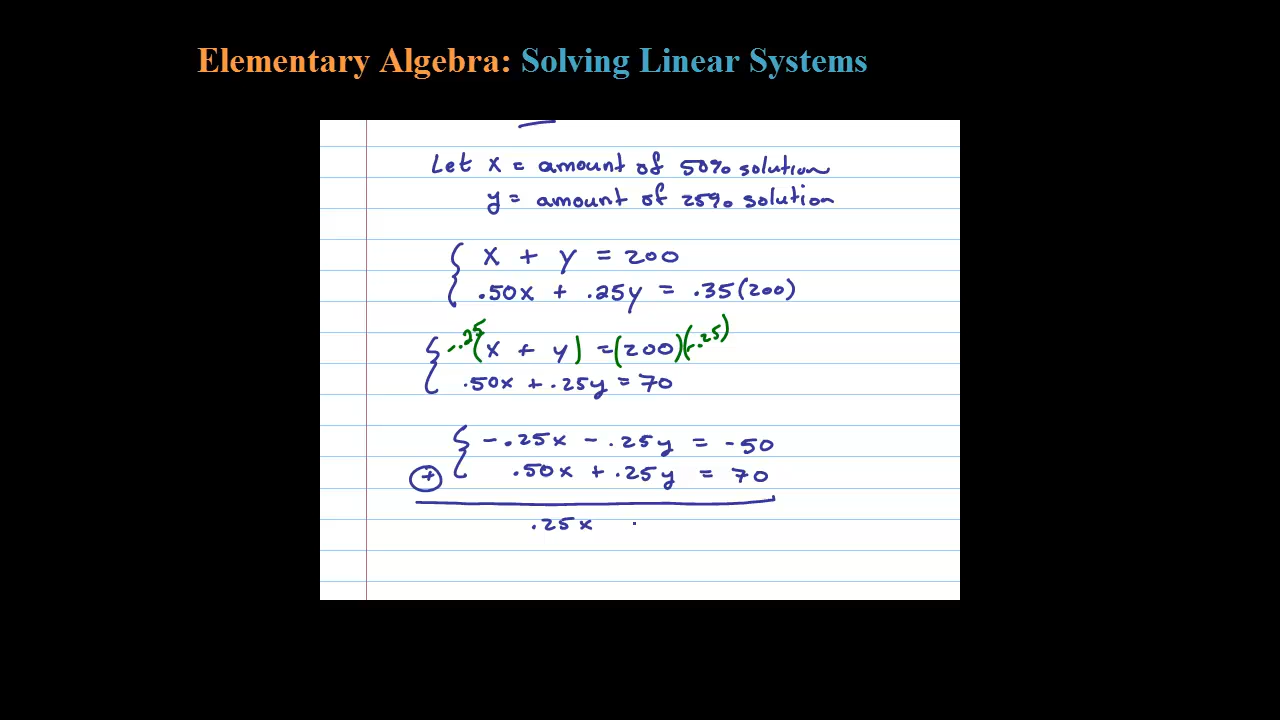 Elementary Algebra: Solving Linear Systems
Let x = amount of 50% solution
y = amount of 25% solution
x + y = 200
.50x + .25y = .35(200)
-.25(x + y) = (200)(-.25)
.50x + .25y = 70
-.25x - .25y = -50
+ .50x + .25y = 70
.25x